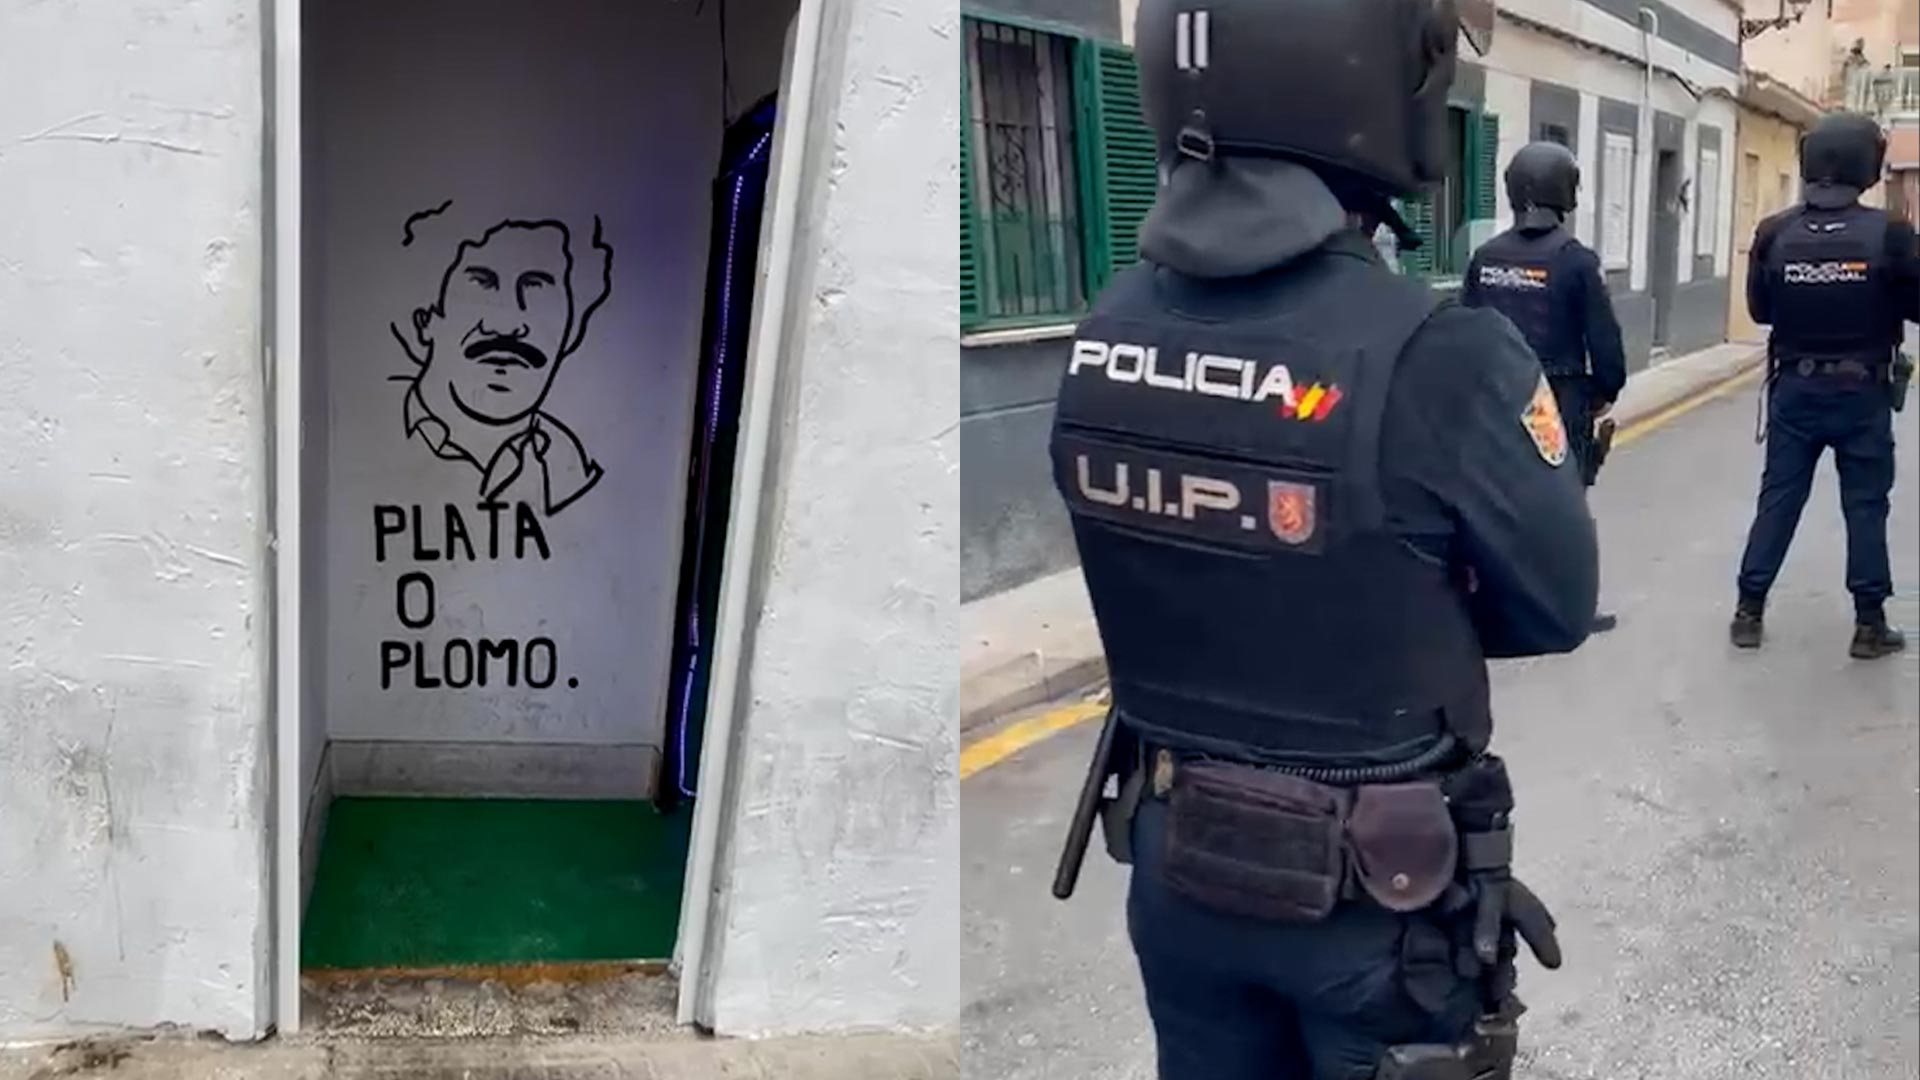 PLATA
O
PLOMO.
POLICIA
U.I.P.
POLICIA
NACIONAL
POLICIA
NACIONAL